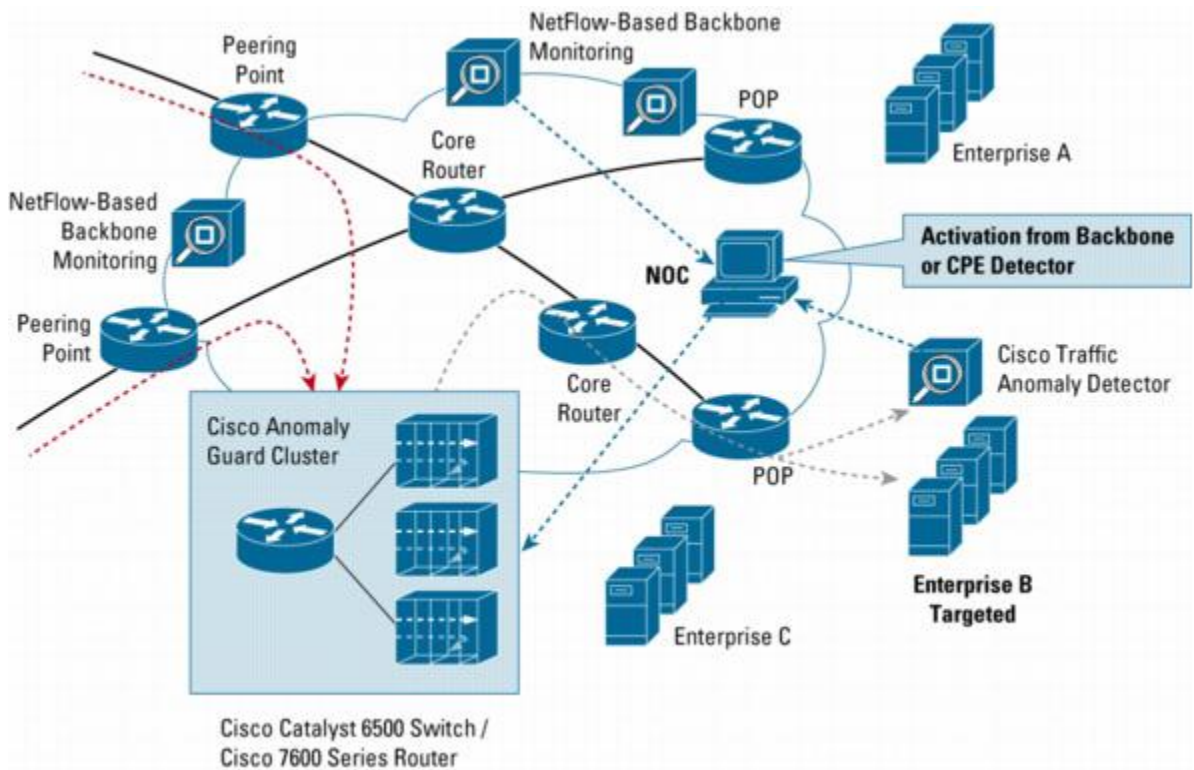 NetFlow-Based Backbone
Monitoring
Peering
Point
POP
Core
Router
Enterprise A
NetFlow-Based
Backbone
Monitoring
Activation from Backbone
or CPE Detector
NOC
Peering
Point
Cisco Traffic
Anomaly Detector
Core
Router
Cisco Anomaly
Guard Cluster
POP
Enterprise B
Targeted
Enterprise C
Cisco Catalyst 6500 Switch /
Cisco 7600 Series Router